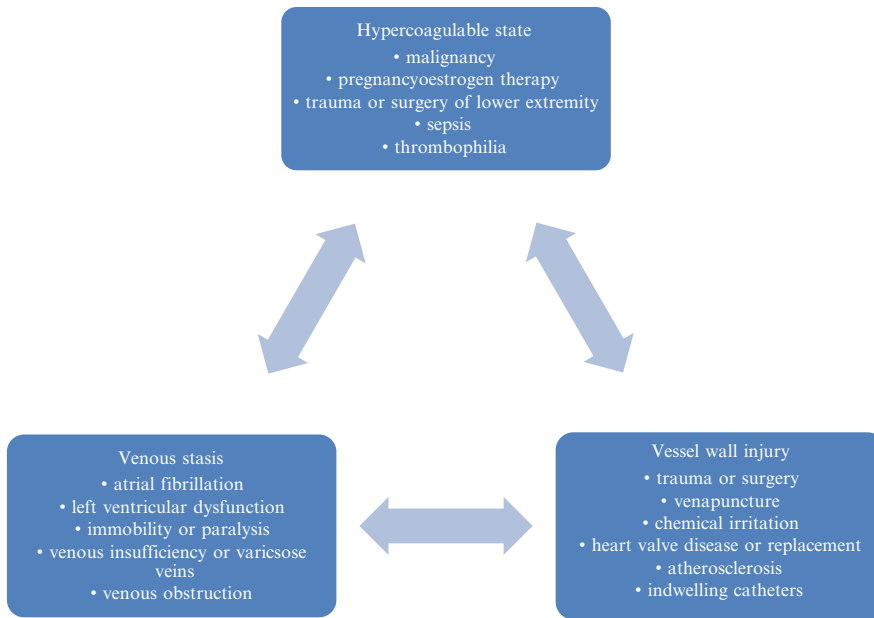 Hypercoagulable state
• malignancy
• pregnancyoestrogen therapy
• trauma or surgery of lower extremity
• sepsis
• thrombophilia
Venous stasis
• atrial fibrillation
• left ventricular dysfunction
• immobility or paralysis
• venous insufficiency or varicsose
veins
• venous obstruction
Vessel wall injury
• trauma or surgery
• venapuncture
• chemical irritation
• heart valve disease or replacement
• atherosclerosis
• indwelling catheters